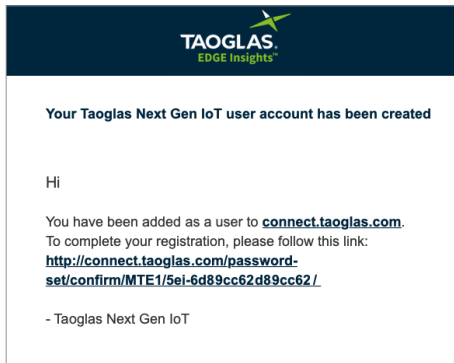 TAOGLAS.
EDGE Insights™
Your Taoglas Next Gen IoT user account has been created
Hi
You have been added as a user to connect.taoglas.com.
To complete your registration, please follow this link:
http://connect.taoglas.com/password-
set/confirm/MTE1/5ei-6d89cc62d89cc62/
- Taoglas Next Gen IoT